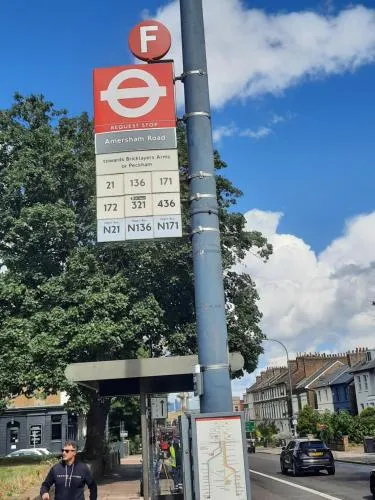 F
REQUEST STOP
Amersham Road
towards Bricklayers Arms
or Peckham
21 136 171
172 321 436
N21 N136 N171